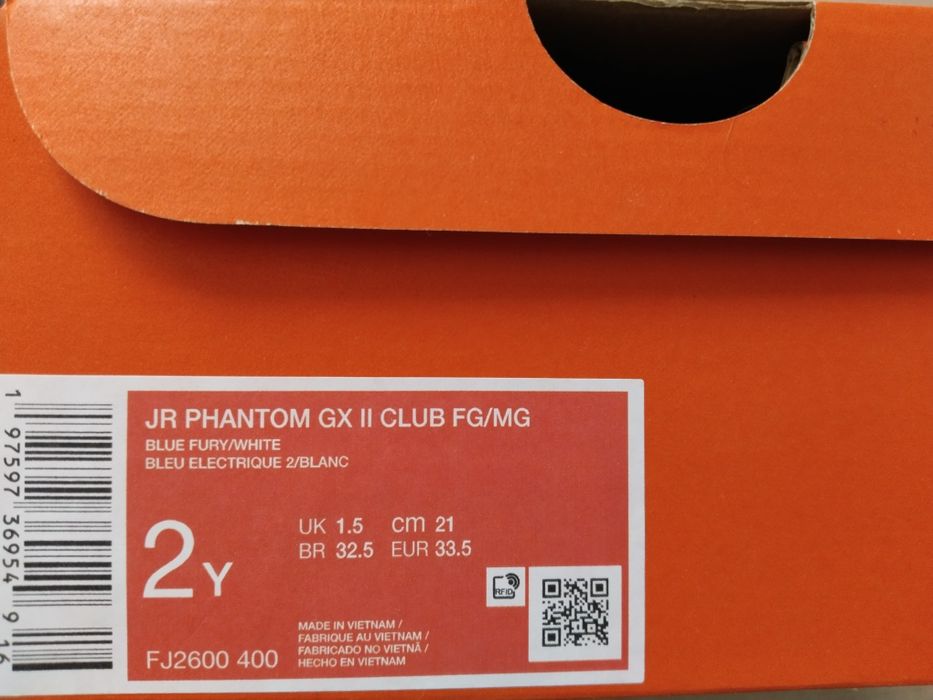 JR PHANTOM GX II CLUB FG/MG
BLUE FURY/WHITE
BLEU ELECTRIQUE 2/BLANC
2Y
UK 1.5 cm 21
BR 32.5 EUR 33.5
RFID
MADE IN VIETNAM /
FABRIQUE AU VIETNAM /
FABRICADO NO VIETNÃ /
HECHO EN VIETNAM
FJ2600 400
1 97597 36954 9 16